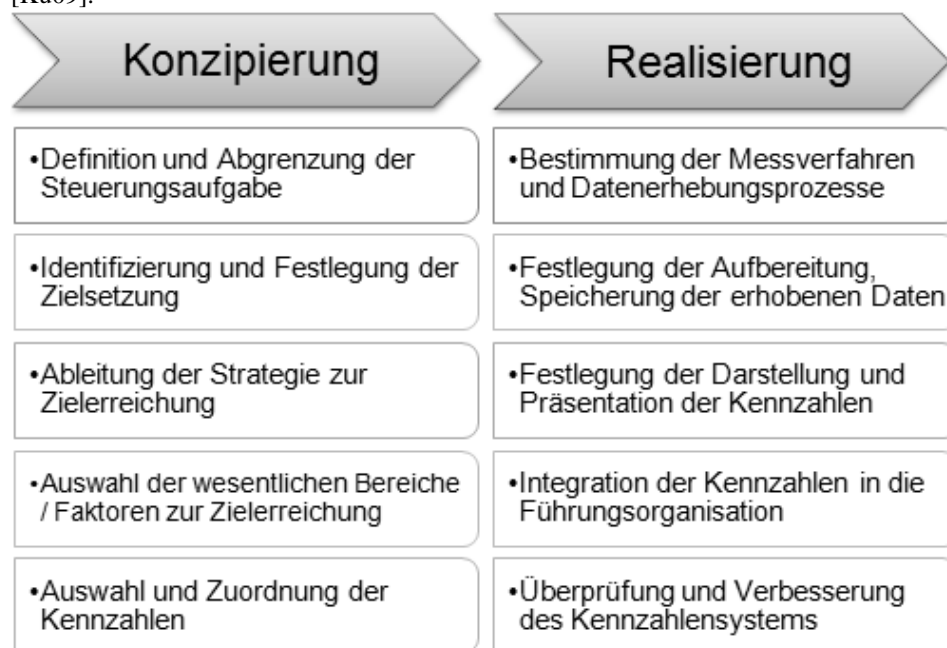 Konzipierung
•Definition und Abgrenzung der
Steuerungsaufgabe
•Identifizierung und Festlegung der
Zielsetzung
•Ableitung der Strategie zur
Zielerreichung
•Auswahl der wesentlichen Bereiche
/ Faktoren zur Zielerreichung
•Auswahl und Zuordnung der
Kennzahlen
Realisierung
•Bestimmung der Messverfahren
und Datenerhebungsprozesse
•Festlegung der Aufbereitung,
Speicherung der erhobenen Daten
•Festlegung der Darstellung und
Präsentation der Kennzahlen
•Integration der Kennzahlen in die
Führungsorganisation
•Überprüfung und Verbesserung
des Kennzahlensystems